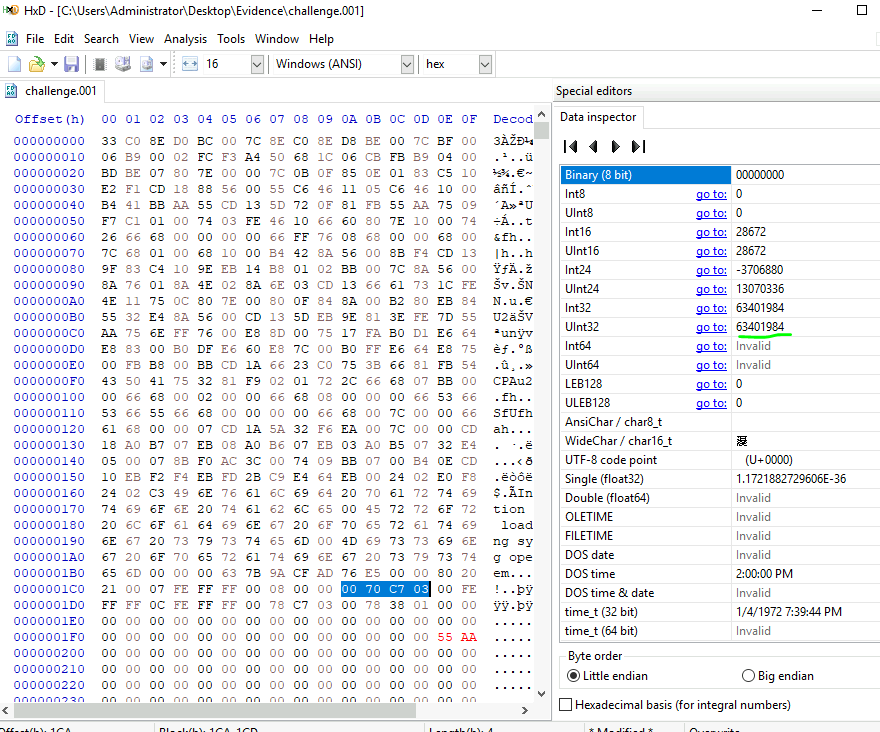 HxD - [C:\Users\Administrator\Desktop\Evidence\challenge.001]
File Edit Search View Analysis Tools Window Help
16 Windows (ANSI) hex
challenge.001
Offset(h) 00 01 02 03 04 05 06 07 08 09 0A 0B 0C 0D 0E 0F Decod
000000000 33 C0 8E D0 BC 00 7C 8E C0 8E D8 BE 00 7C BF 00 3ÀŽÐ¼
000000010 06 B9 00 02 FC F3 A4 50 68 1C 06 CB FB B9 04 00 .¹..ü
000000020 BD BE 07 80 7E 00 00 7C 0B 0F 85 0E 01 83 C5 10 ½¾.€~
000000030 E2 F1 CD 18 88 56 00 55 C6 46 11 05 C6 46 10 00 âñÍ.ˆ
000000040 B4 41 BB AA 55 CD 13 5D 72 0F 81 FB 55 AA 75 09 ´A»ªU
000000050 F7 C1 01 00 74 03 FE 46 10 66 60 80 7E 10 00 74 ÷Á..t
000000060 26 66 68 00 00 00 00 66 FF 76 08 68 00 00 68 00 &fh..
000000070 7C 68 01 00 68 10 00 B4 42 8A 56 00 8B F4 CD 13 |h..h
000000080 9F 83 C4 10 9E EB 14 B8 01 02 BB 00 7C 8A 56 00 ŸƒÄ.ž
000000090 8A 76 01 8A 4E 02 8A 6E 03 CD 13 66 61 73 1C FE Šv.ŠN
0000000A0 4E 11 75 0C 80 7E 00 80 0F 84 8A 00 B2 80 EB 84 N.u.€
0000000B0 55 32 E4 8A 56 00 CD 13 5D EB 9E 81 3E FE 7D 55 U2äŠV
0000000C0 AA 75 6E FF 76 00 E8 8D 00 75 17 FA B0 D1 E6 64 ªunÿv
0000000D0 E8 83 00 B0 DF E6 60 E8 7C 00 B0 FF E6 64 E8 75 èƒ.°ß
0000000E0 00 FB B8 00 BB CD 1A 66 23 C0 75 3B 66 81 FB 54 .û¸.»
0000000F0 43 50 41 75 32 81 F9 02 01 72 2C 66 68 07 BB 00 CPAu2
000000100 00 66 68 00 02 00 00 66 68 08 00 00 00 66 53 66 .fh..
000000110 53 66 55 66 68 00 00 00 00 66 68 00 7C 00 00 66 SfUfh
000000120 61 68 00 00 07 CD 1A 5A 32 F6 EA 00 7C 00 00 CD ah...
000000130 18 A0 B7 07 EB 08 A0 B6 07 EB 03 A0 B5 07 32 E4 . ·.ë
000000140 05 00 07 8B F0 AC 3C 00 74 09 BB 07 00 B4 0E CD ...‹ð
000000150 10 EB F2 F4 EB FD 2B C9 E4 64 EB 00 24 02 E0 F8 .ëòôë
000000160 24 02 C3 49 6E 76 61 6C 69 64 20 70 61 72 74 69 $.ÃIn
000000170 74 69 6F 6E 20 74 61 62 6C 65 00 45 72 72 6F 72 tion
000000180 20 6C 6F 61 64 69 6E 67 20 6F 70 65 72 61 74 69 load
000000190 6E 67 20 73 79 73 74 65 6D 00 4D 69 73 73 69 6E ng sy
0000001A0 67 20 6F 70 65 72 61 74 69 6E 67 20 73 79 73 74 g ope
0000001B0 65 6D 00 00 00 63 7B 9A CF AD 76 E5 00 00 80 20 em...
0000001C0 21 00 07 FE FF FF 00 08 00 00 00 70 C7 03 00 FE !..þÿ
0000001D0 FF FF 0C FE FF FF 00 78 C7 03 00 78 38 01 00 00 ÿÿ.þÿ
0000001E0 00 00 00 00 00 00 00 00 00 00 00 00 00 00 00 00 .....
0000001F0 00 00 00 00 00 00 00 00 00 00 00 00 00 00 55 AA .....
000000200 00 00 00 00 00 00 00 00 00 00 00 00 00 00 00 00 .....
000000210 00 00 00 00 00 00 00 00 00 00 00 00 00 00 00 00 .....
000000220 00 00 00 00 00 00 00 00 00 00 00 00 00 00 00 00 .....
000000230 00 00 00 00 00 00 00 00 00 00 00 00 00 00 00 00
Special editors
Data inspector
Binary (8 bit) 00000000
Int8 go to: 0
UInt8 go to: 0
Int16 go to: 28672
UInt16 go to: 28672
Int24 go to: -3706880
UInt24 go to: 13070336
Int32 go to: 63401984
UInt32 go to: 63401984
Int64 go to: Invalid
UInt64 go to: Invalid
LEB128 go to: 0
ULEB128 go to: 0
AnsiChar / char8_t
WideChar / char16_t
UTF-8 code point (U+0000)
Single (float32) 1.1721882729606E-36
Double (float64) Invalid
OLETIME Invalid
FILETIME Invalid
DOS date Invalid
DOS time 2:00:00 PM
DOS time & date Invalid
time_t (32 bit) 1/4/1972 7:39:44 PM
time_t (64 bit) Invalid
Byte order
Little endian Big endian
Hexadecimal basis (for integral numbers)
Offset(h): 1CA Block(h): 1CA-1CD Length(h): 4 * Modified * Overwrite